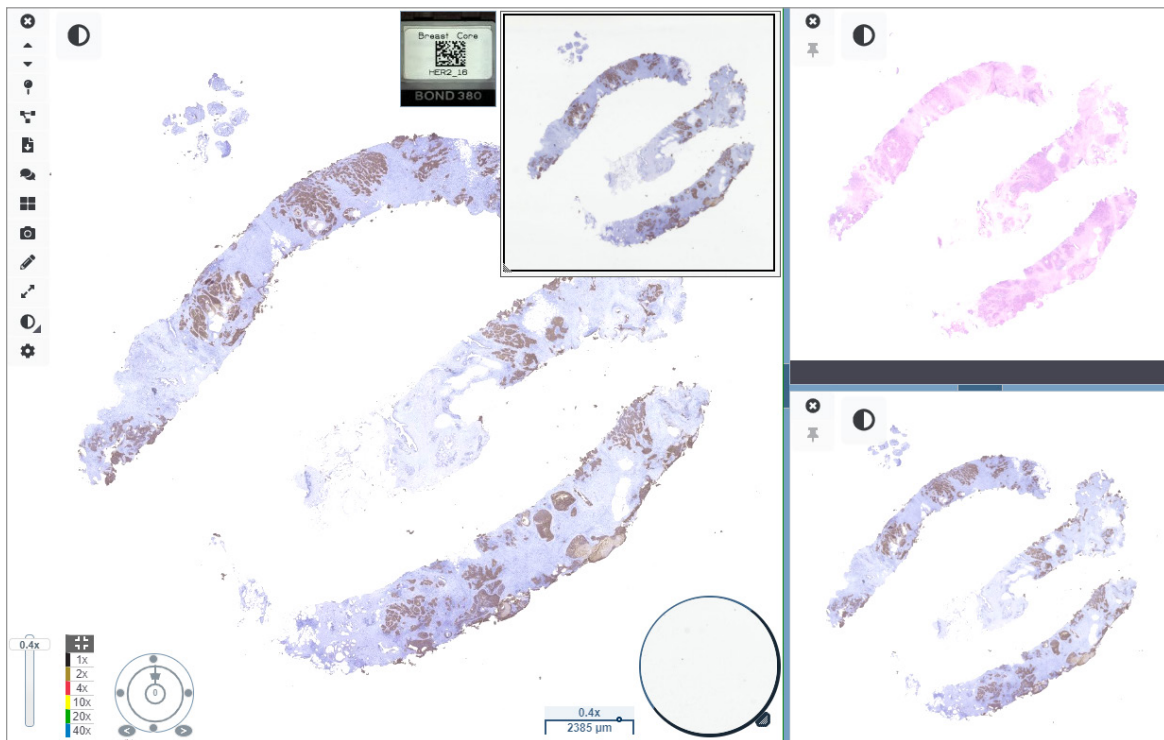 Breast Core
HER2_16
BOND 380
0.4x
1x
2x
4x
10x
20x
40x
0
0.4x
2385 µm